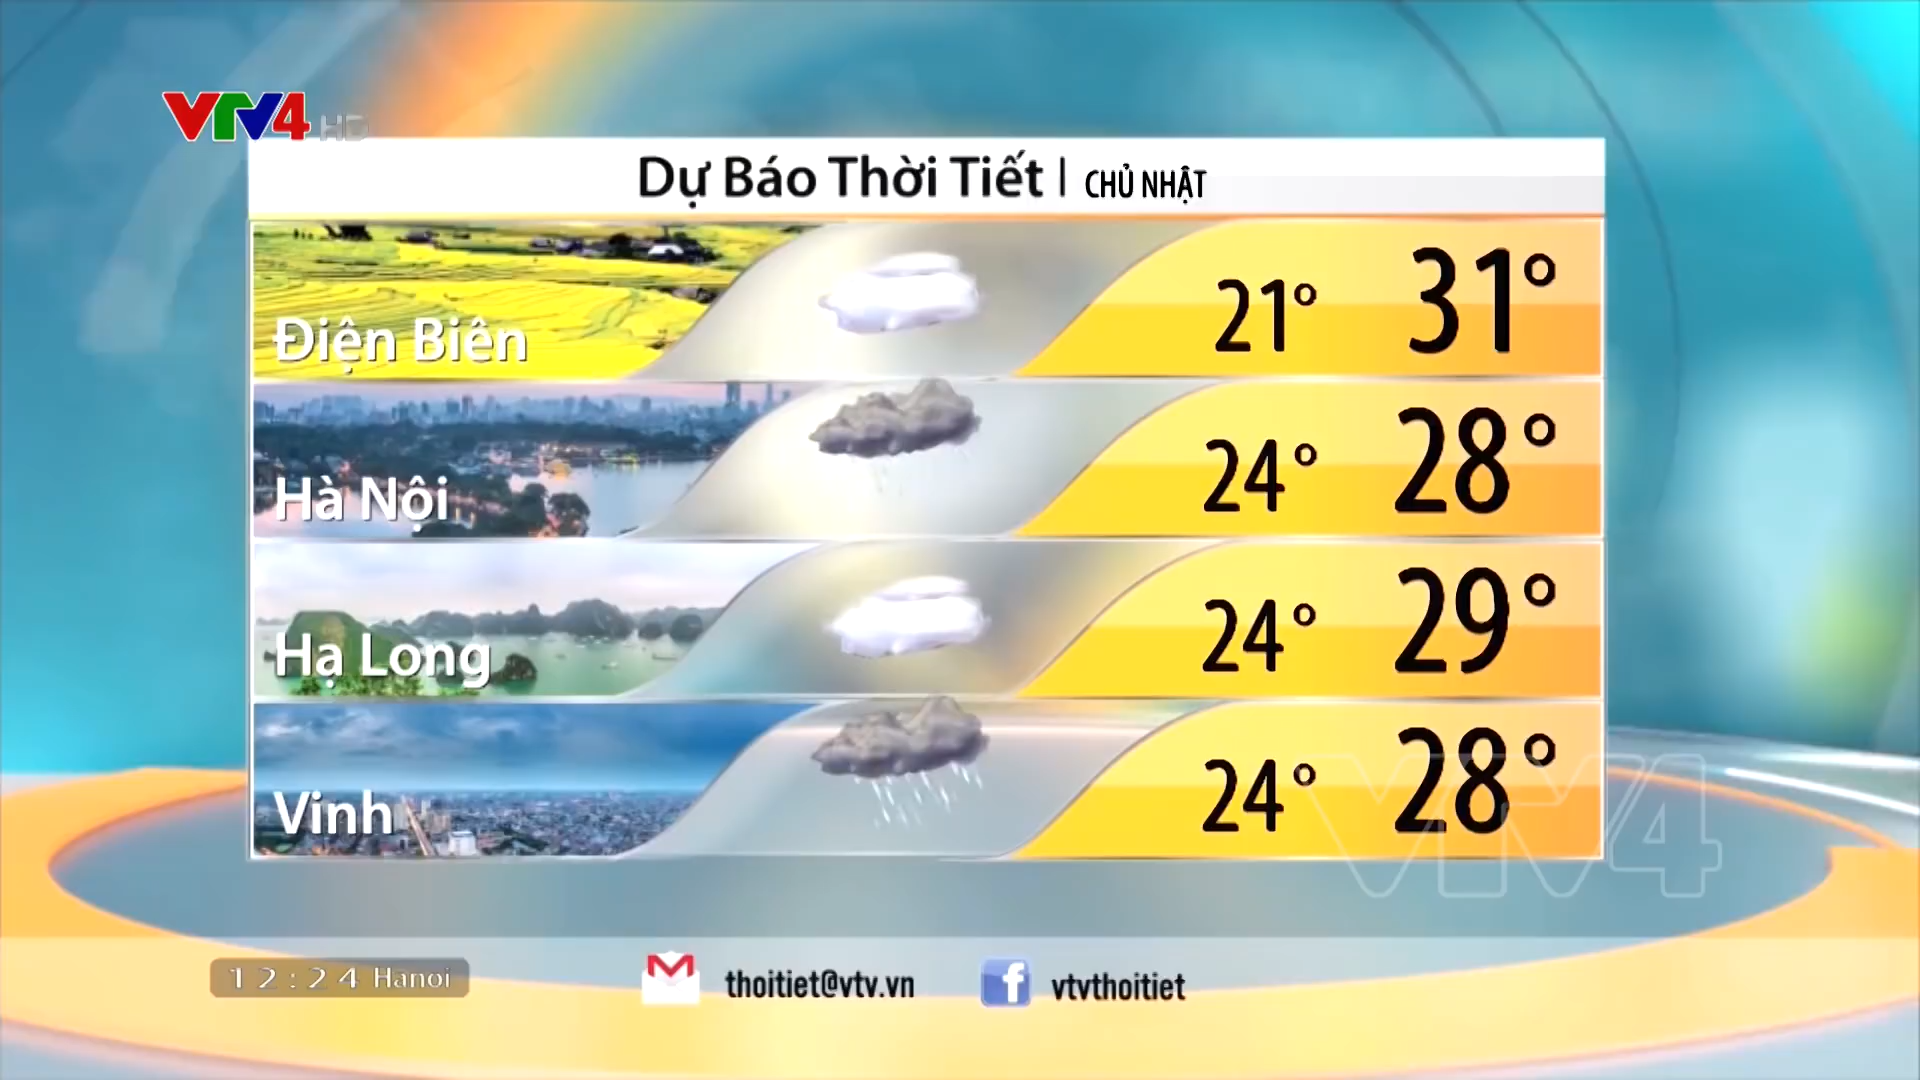 VTV4 HD
Dự Báo Thời Tiết | CHỦ NHẬT
Điện Biên 21° 31°
Hà Nội 24° 28°
Hạ Long 24° 29°
Vinh 24° 28°
VTV4
12:24 Hanoi thoitiet@vtv.vn f vtvthoitiet